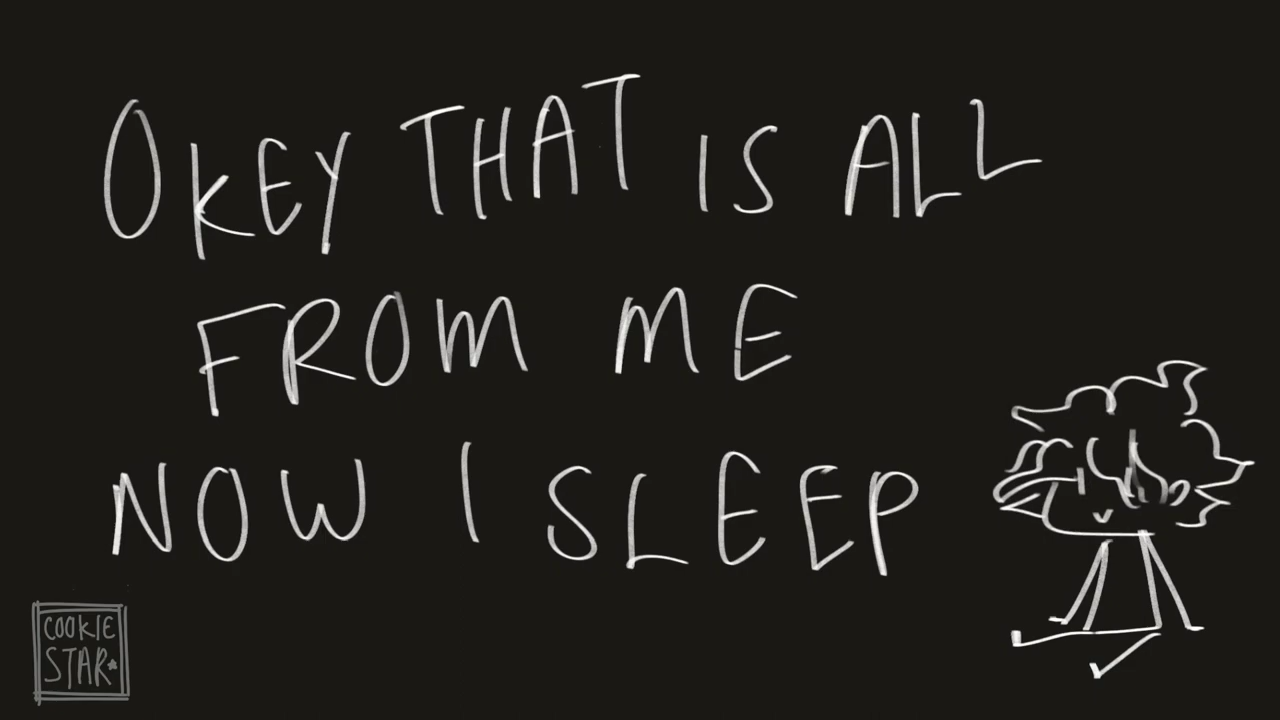 OKEY THAT IS ALL
FROM ME
NOW I SLEEP
COOKIE
STAR